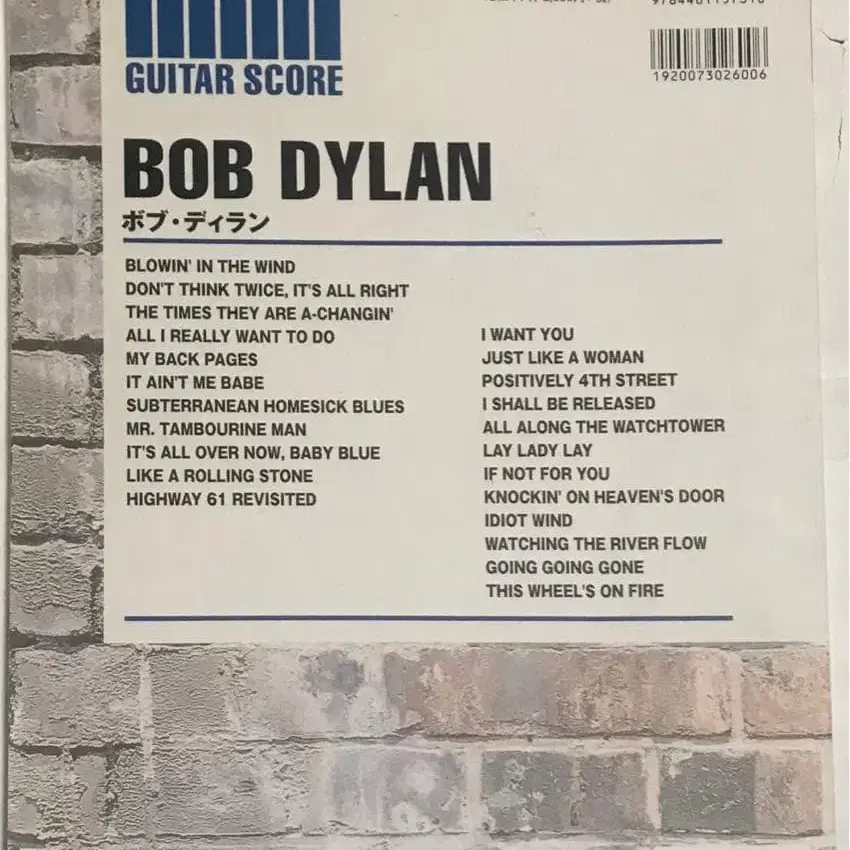 1920073026006
GUITAR SCORE
BOB DYLAN
ボブ・ディラン
BLOWIN' IN THE WIND
DON'T THINK TWICE, IT'S ALL RIGHT
THE TIMES THEY ARE A-CHANGIN'
ALL I REALLY WANT TO DO
MY BACK PAGES
IT AIN'T ME BABE
SUBTERRANEAN HOMESICK BLUES
MR. TAMBOURINE MAN
IT'S ALL OVER NOW, BABY BLUE
LIKE A ROLLING STONE
HIGHWAY 61 REVISITED
I WANT YOU
JUST LIKE A WOMAN
POSITIVELY 4TH STREET
I SHALL BE RELEASED
ALL ALONG THE WATCHTOWER
LAY LADY LAY
IF NOT FOR YOU
KNOCKIN' ON HEAVEN'S DOOR
IDIOT WIND
WATCHING THE RIVER FLOW
GOING GOING GONE
THIS WHEEL'S ON FIRE